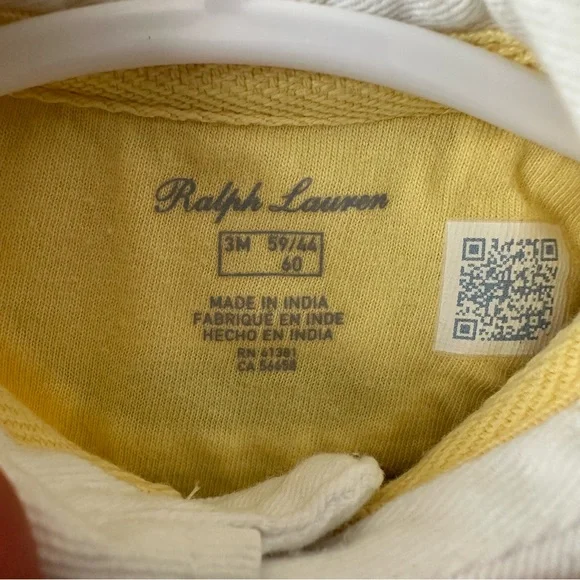 Ralph Lauren
3M 59/44
60
MADE IN INDIA
FABRIQUE EN INDE
HECHO EN INDIA
RN 41381
CA 56658